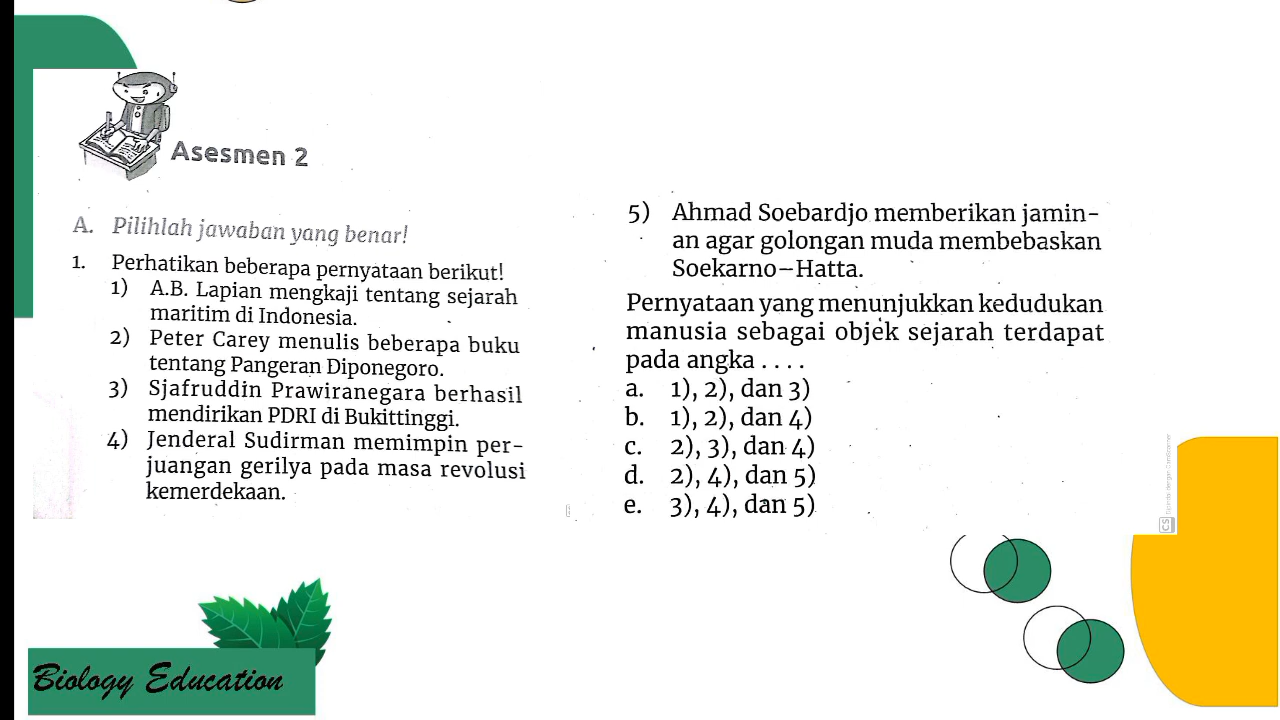 Asesmen 2
A. Pilihlah jawaban yang benar!
1. Perhatikan beberapa pernyataan berikut!
1) A.B. Lapian mengkaji tentang sejarah
maritim di Indonesia.
2) Peter Carey menulis beberapa buku
tentang Pangeran Diponegoro.
3) Sjafruddin Prawiranegara berhasil
mendirikan PDRI di Bukittinggi.
4) Jenderal Sudirman memimpin per-
juangan gerilya pada masa revolusi
kemerdekaan.
5) Ahmad Soebardjo memberikan jamin-
an agar golongan muda membebaskan
Soekarno–Hatta.
Pernyataan yang menunjukkan kedudukan
manusia sebagai objek sejarah terdapat
pada angka . . . .
a. 1), 2), dan 3)
b. 1), 2), dan 4)
c. 2), 3), dan 4)
d. 2), 4), dan 5)
e. 3), 4), dan 5)
CS Dipindai dengan CamScanner
Biology Education